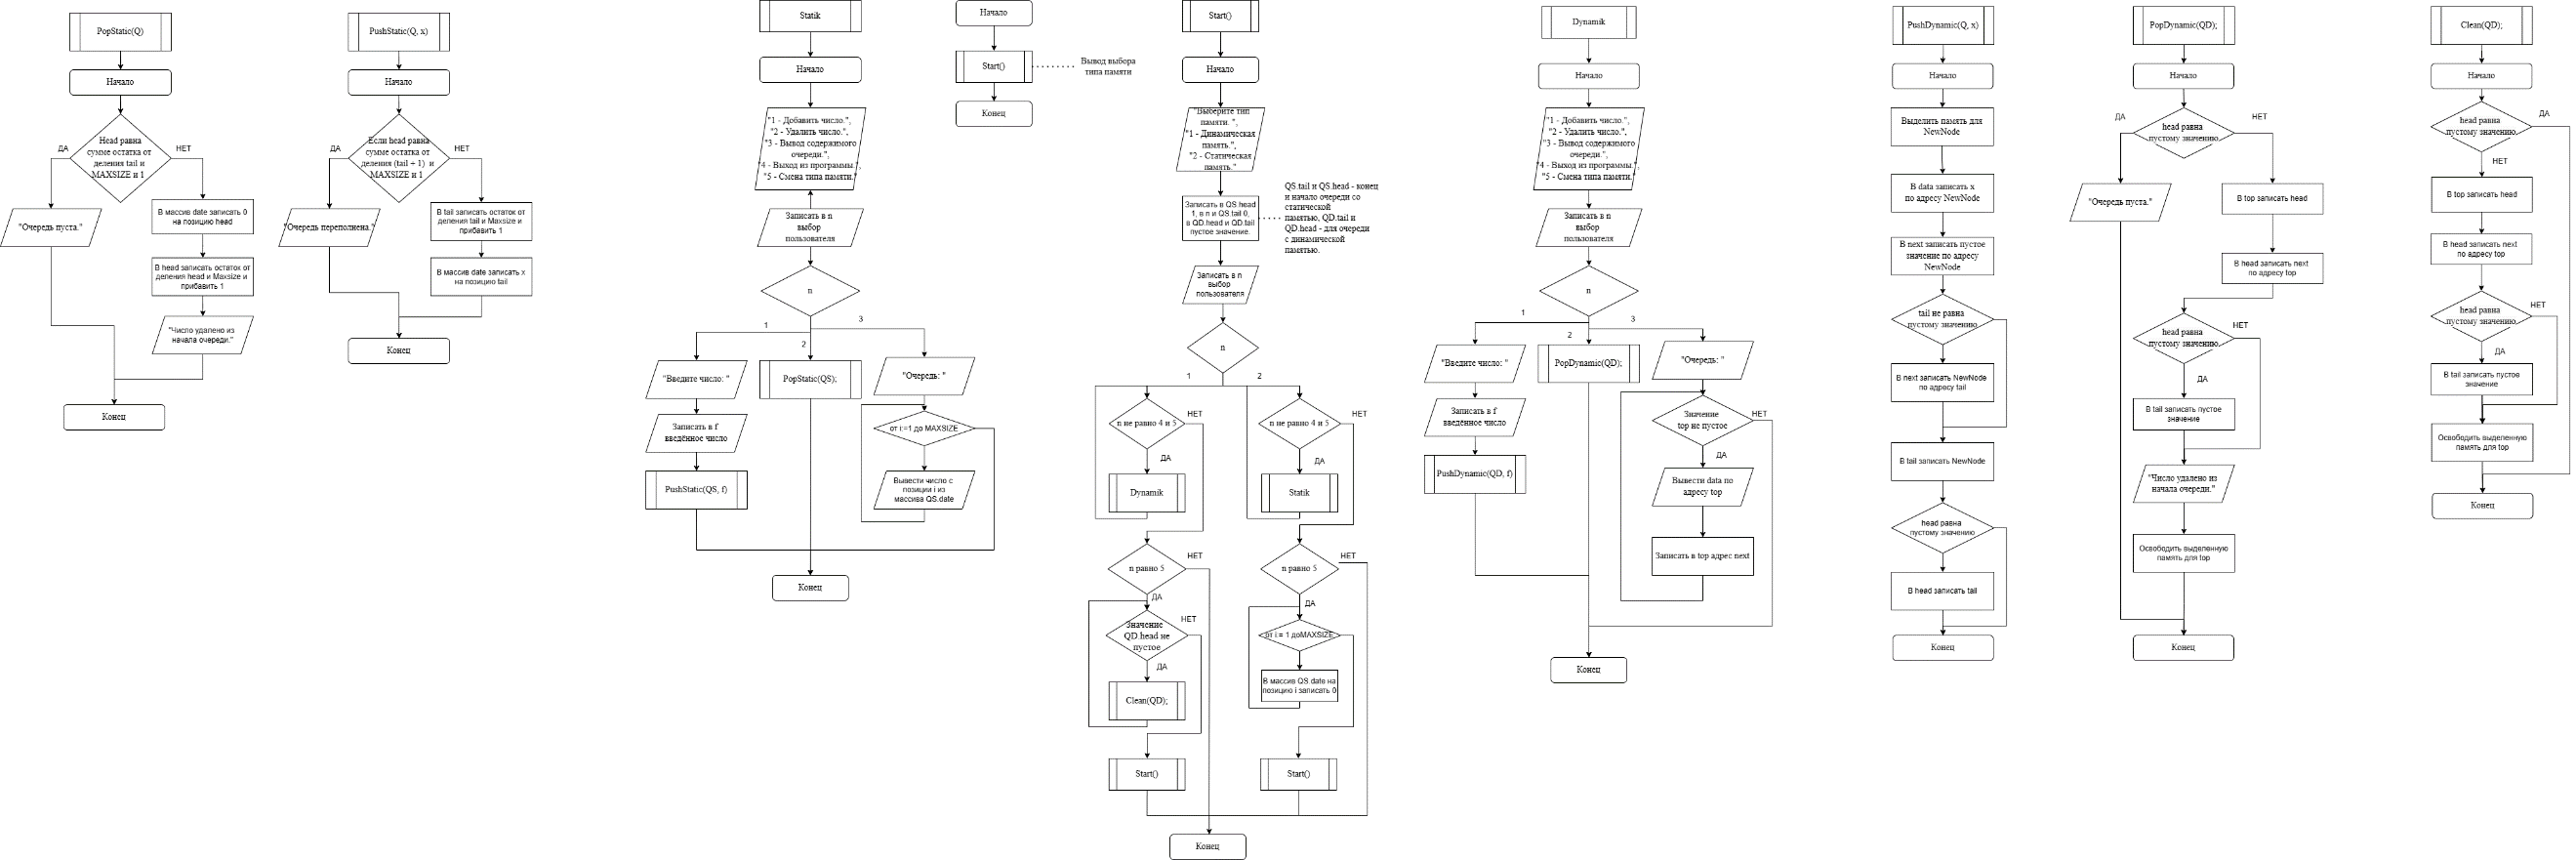 PopStatic(Q)
Начало
Head равна
сумме остатка от
деления tail и
MAXSIZE и 1
ДА
НЕТ
"Очередь пуста."
В массив date записать 0
на позицию head
В head записать остаток от
деления head и Maxsize и
прибавить 1
"Число удалено из
начала очереди."
Конец
PushStatic(Q, x)
Начало
Если head равна
сумме остатка от
деления (tail + 1) и
MAXSIZE и 1
ДА
НЕТ
"Очередь переполнена."
В tail записать остаток от
деления tail и Maxsize и
прибавить 1
В массив date записать x
на позицию tail
Конец
Statik
Начало
"1 - Добавить число.",
"2 - Удалить число.",
"3 - Вывод содержимого
очереди.",
"4 - Выход из программы.",
"5 - Смена типа памяти."
Записать в n
выбор
пользователя
n
1
2
3
"Введите число: "
Записать в f
введённое число
PushStatic(QS, f)
PopStatic(QS);
"Очередь: "
от i:=1 до MAXSIZE
Вывести число с
позиции i из
массива QS.date
Конец
Начало
Start()
Вывод выбора
типа памяти
Конец
Start()
Начало
"Выберите тип
памяти. ",
"1 - Динамическая
память.",
"2 - Статическая
память."
Записать в QS.head
1, в n и QS.tail 0,
в QD.head и QD.tail
пустое значение.
QS.tail и QS.head - конец
и начало очереди со
статической
памятью, QD.tail и
QD.head - для очереди
с динамической
памятью.
Записать в n
выбор
пользователя
n
1
2
n не равно 4 и 5
НЕТ
ДА
Dynamik
n равно 5
НЕТ
ДА
Значение
QD.head не
пустое
НЕТ
ДА
Clean(QD);
Start()
n не равно 4 и 5
НЕТ
ДА
Statik
n равно 5
НЕТ
ДА
от i = 1 доMAXSIZE
В массив QS.date на
позицию i записать 0
Start()
Конец
Dynamik
Начало
"1 - Добавить число.",
"2 - Удалить число.",
"3 - Вывод содержимого
очереди.",
"4 - Выход из программы.",
"5 - Смена типа памяти."
Записать в n
выбор
пользователя
n
1
2
3
"Введите число: "
Записать в f
введённое число
PushDynamic(QD, f)
PopDynamic(QD);
"Очередь: "
Значение
top не пустое
НЕТ
ДА
Вывести data по
адресу top
Записать в top адрес next
Конец
PushDynamic(Q, x)
Начало
Выделить память для
NewNode
В data записать x
по адресу NewNode
В next записать пустое
значение по адресу
NewNode
tail не равна
пустому значению
В next записать NewNode
по адресу tail
В tail записать NewNode
head равна
пустому значению
В head записать tail
Конец
PopDynamic(QD);
Начало
ДА
НЕТ
head равна
пустому значению.
"Очередь пуста."
В top записать head
В head записать next
по адресу top
head равна
пустому значению.
НЕТ
ДА
В tail записать пустое
значение
"Число удалено из
начала очереди."
Освободить выделенную
память для top
Конец
Clean(QD);
Начало
head равна
пустому значению.
ДА
НЕТ
В top записать head
В head записать next
по адресу top
head равна
пустому значению.
НЕТ
ДА
В tail записать пустое
значение
Освободить выделенную
память для top
Конец